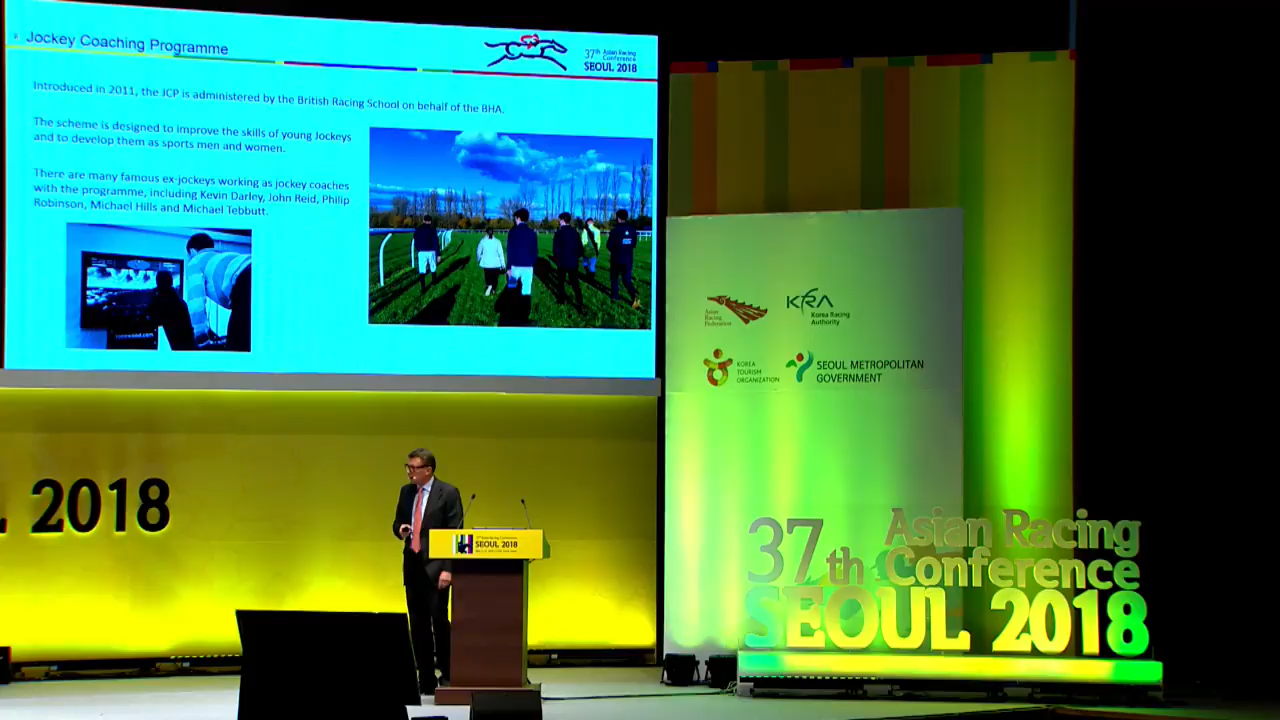 Jockey Coaching Programme
37th Asian Racing
Conference
SEOUL 2018
Introduced in 2011, the JCP is administered by the British Racing School on behalf of the BHA.
The scheme is designed to improve the skills of young Jockeys
and to develop them as sports men and women.
There are many famous ex-jockeys working as jockey coaches
with the programme, including Kevin Darley, John Reid, Philip
Robinson, Michael Hills and Michael Tebbutt.
Asian
Racing
Federation
KRA
Korea Racing
Authority
KOREA
TOURISM
ORGANIZATION
SEOUL METROPOLITAN
GOVERNMENT
2018
SEOUL 2018
37th Asian Racing
Conference
SEOUL 2018